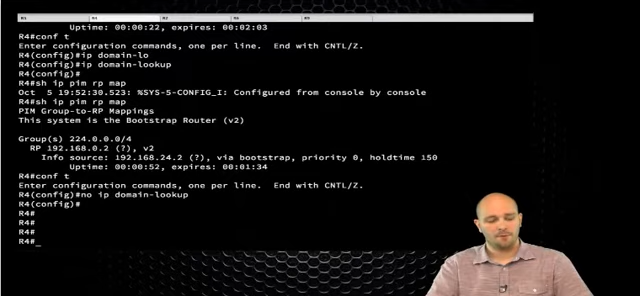 R1 R4 R2 R6 R3
Uptime: 00:00:22, expires: 00:02:03
R4#conf t
Enter configuration commands, one per line.  End with CNTL/Z.
R4(config)#ip domain-lo
R4(config)#ip domain-lookup
R4(config)#
R4#sh ip pim rp map
Oct  5 19:52:30.523: %SYS-5-CONFIG_I: Configured from console by console
R4#sh ip pim rp map
PIM Group-to-RP Mappings
This system is the Bootstrap Router (v2)
Group(s) 224.0.0.0/4
RP 192.168.0.2 (?), v2
Info source: 192.168.24.2 (?), via bootstrap, priority 0, holdtime 150
Uptime: 00:00:52, expires: 00:01:34
R4#conf t
Enter configuration commands, one per line.  End with CNTL/Z.
R4(config)#no ip domain-lookup
R4(config)#
R4#
R4#
R4#
R4#_